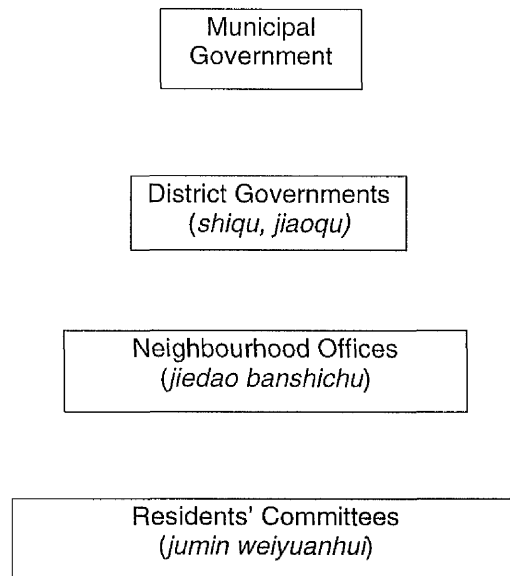 Municipal
Government
District Governments
(shiqu, jiaoqu)
Neighbourhood Offices
(jiedao banshichu)
Residents' Committees
(jumin weiyuanhui)